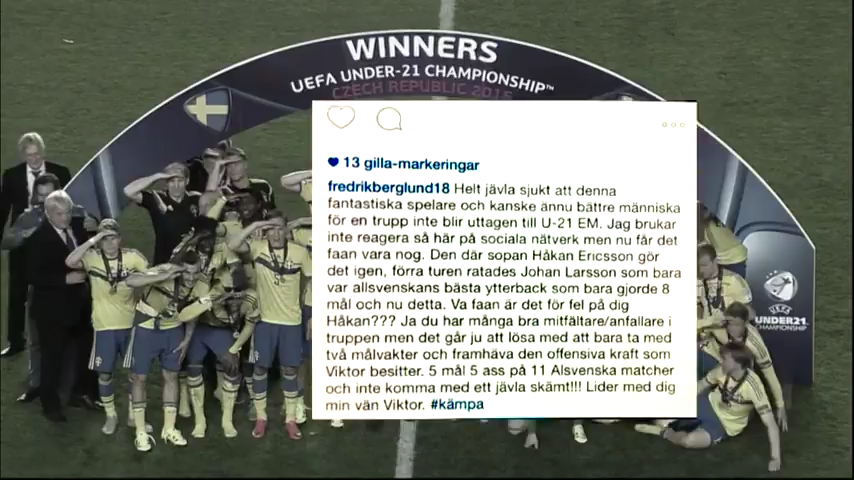 WINNERS
UEFA UNDER-21 CHAMPIONSHIP™
CZECH REPUBLIC 2015
13 gilla-markeringar
fredrikberglund18 Helt jävla sjukt att denna
fantastiska spelare och kanske ännu bättre människa
för en trupp inte blir uttagen till U-21 EM. Jag brukar
inte reagera så här på sociala nätverk men nu får det
faan vara nog. Den där sopan Håkan Ericsson gör
det igen, förra turen ratades Johan Larsson som bara
var allsvenskans bästa ytterback som bara gjorde 8
mål och nu detta. Va faan är det för fel på dig
Håkan??? Ja du har många bra mitfältare/anfallare i
truppen men det går ju att lösa med att bara ta med
två målvakter och framhäva den offensiva kraft som
Viktor besitter. 5 mål 5 ass på 11 Alsvenska matcher
och inte komma med ett jävla skämt!!! Lider med dig
min vän Viktor. #kämpa
UEFA
UNDER21
CHAMPIONSHIP